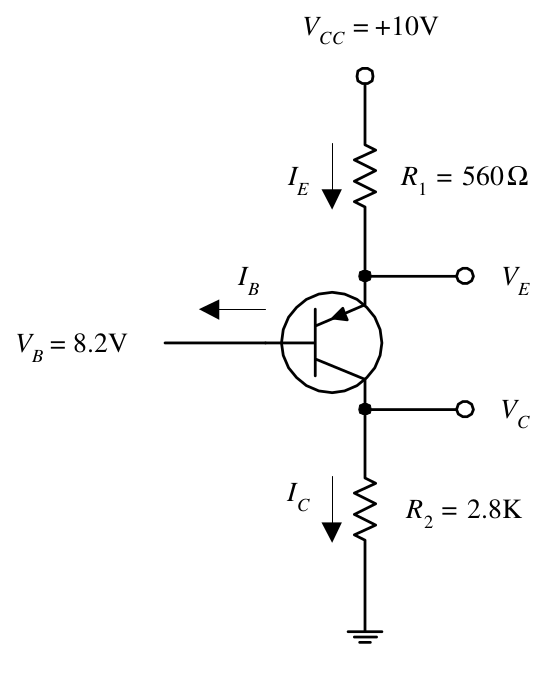 V_CC = +10V
I_E
R_1 = 560Ω
V_E
I_B
V_B = 8.2V
V_C
I_C
R_2 = 2.8K